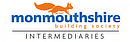 monmouthshire
building society
INTERMEDIARIES